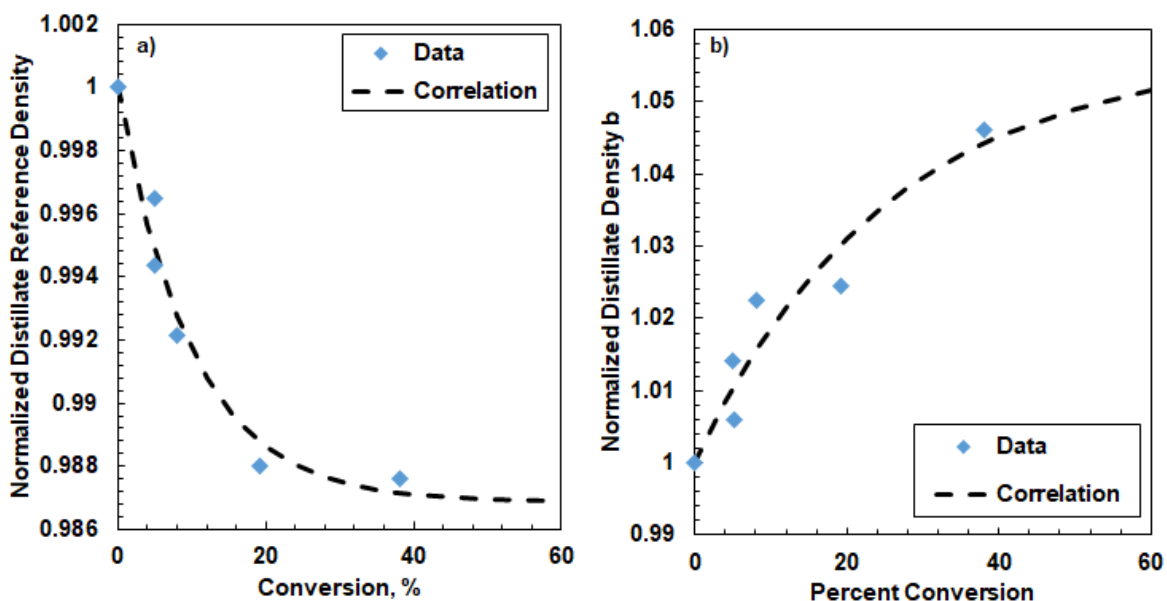 a)
Data
Correlation
Normalized Distillate Reference Density
1.002
1
0.998
0.996
0.994
0.992
0.99
0.988
0.986
0
20
40
60
Conversion, %
b)
Data
Correlation
Normalized Distillate Density b
1.06
1.05
1.04
1.03
1.02
1.01
1
0.99
0
20
40
60
Percent Conversion